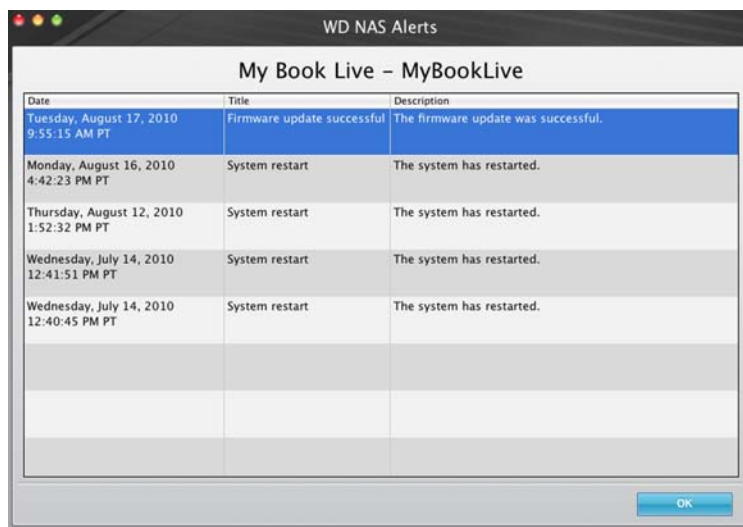 WD NAS Alerts
My Book Live – MyBookLive
Date Title Description
Tuesday, August 17, 2010 Firmware update successful The firmware update was successful.
9:55:15 AM PT
Monday, August 16, 2010 System restart The system has restarted.
4:42:23 PM PT
Thursday, August 12, 2010 System restart The system has restarted.
1:52:32 PM PT
Wednesday, July 14, 2010 System restart The system has restarted.
12:41:51 PM PT
Wednesday, July 14, 2010 System restart The system has restarted.
12:40:45 PM PT
OK